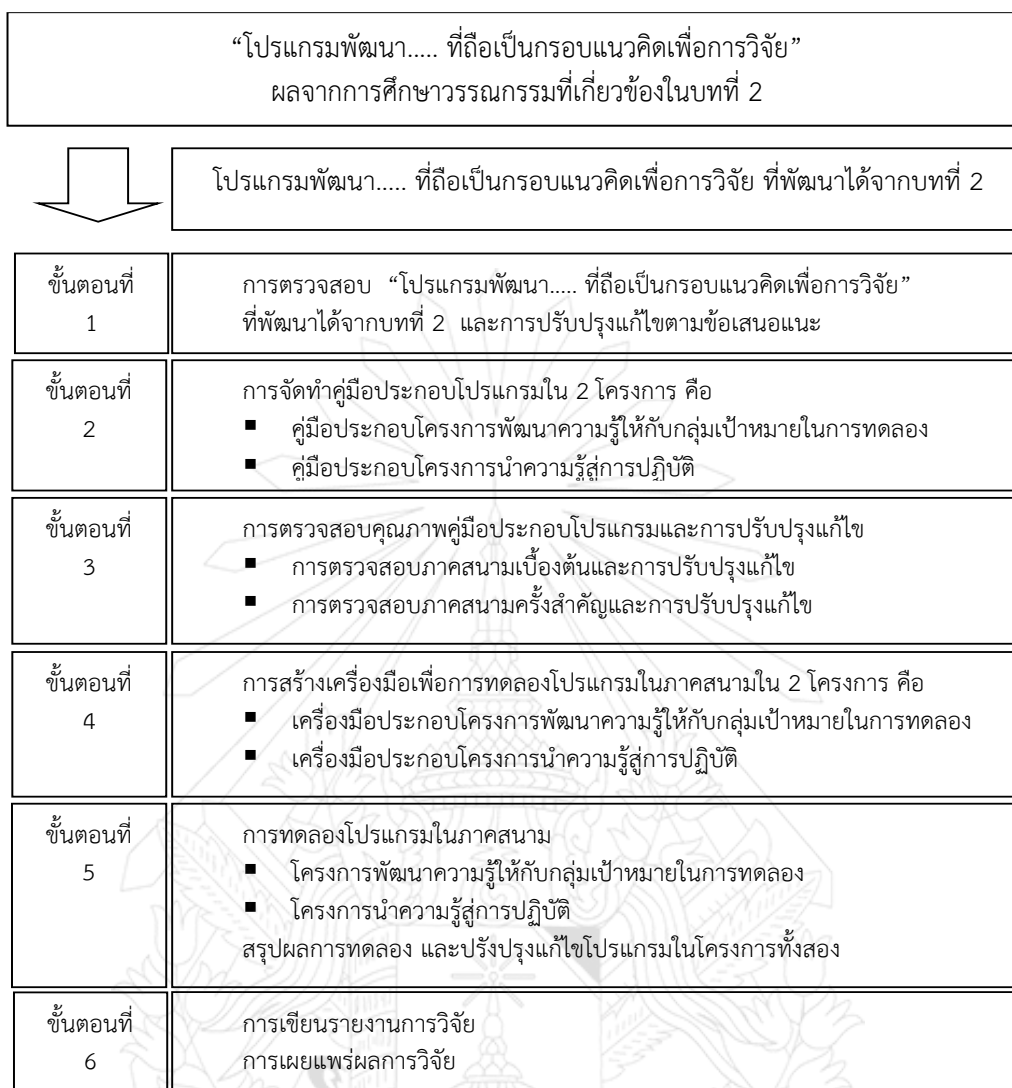 “โปรแกรมพัฒนา..... ที่ถือเป็นกรอบแนวคิดเพื่อการวิจัย”
ผลจากการศึกษาวรรณกรรมที่เกี่ยวข้องในบทที่ 2
โปรแกรมพัฒนา..... ที่ถือเป็นกรอบแนวคิดเพื่อการวิจัย ที่พัฒนาได้จากบทที่ 2
ขั้นตอนที่
1
การตรวจสอบ “โปรแกรมพัฒนา..... ที่ถือเป็นกรอบแนวคิดเพื่อการวิจัย”
ที่พัฒนาได้จากบทที่ 2 และการปรับปรุงแก้ไขตามข้อเสนอแนะ
ขั้นตอนที่
2
การจัดทำคู่มือประกอบโปรแกรมใน 2 โครงการ คือ
▪ คู่มือประกอบโครงการพัฒนาความรู้ให้กับกลุ่มเป้าหมายในการทดลอง
▪ คู่มือประกอบโครงการนำความรู้สู่การปฏิบัติ
ขั้นตอนที่
3
การตรวจสอบคุณภาพคู่มือประกอบโปรแกรมและการปรับปรุงแก้ไข
▪ การตรวจสอบภาคสนามเบื้องต้นและการปรับปรุงแก้ไข
▪ การตรวจสอบภาคสนามครั้งสำคัญและการปรับปรุงแก้ไข
ขั้นตอนที่
4
การสร้างเครื่องมือเพื่อการทดลองโปรแกรมในภาคสนามใน 2 โครงการ คือ
▪ เครื่องมือประกอบโครงการพัฒนาความรู้ให้กับกลุ่มเป้าหมายในการทดลอง
▪ เครื่องมือประกอบโครงการนำความรู้สู่การปฏิบัติ
ขั้นตอนที่
5
การทดลองโปรแกรมในภาคสนาม
▪ โครงการพัฒนาความรู้ให้กับกลุ่มเป้าหมายในการทดลอง
▪ โครงการนำความรู้สู่การปฏิบัติ
สรุปผลการทดลอง และปรังปรุงแก้ไขโปรแกรมในโครงการทั้งสอง
ขั้นตอนที่
6
การเขียนรายงานการวิจัย
การเผยแพร่ผลการวิจัย